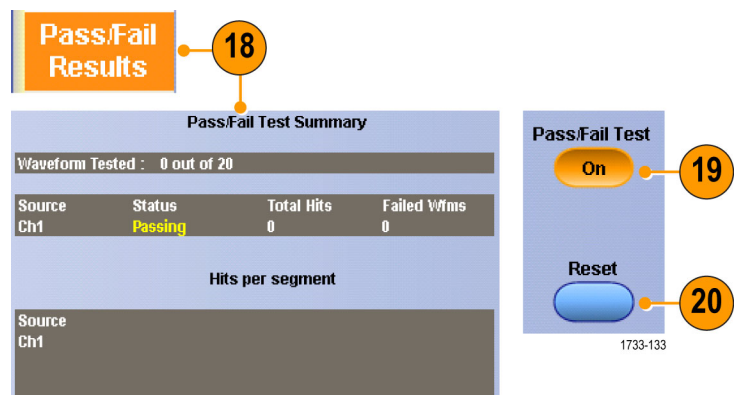 Pass/Fail
Results
18
Pass/Fail Test Summary
Waveform Tested : 0 out of 20
Source Status Total Hits Failed Wfms
Ch1 Passing 0 0
Hits per segment
Source
Ch1
Pass/Fail Test
On
19
Reset
20
1733-133